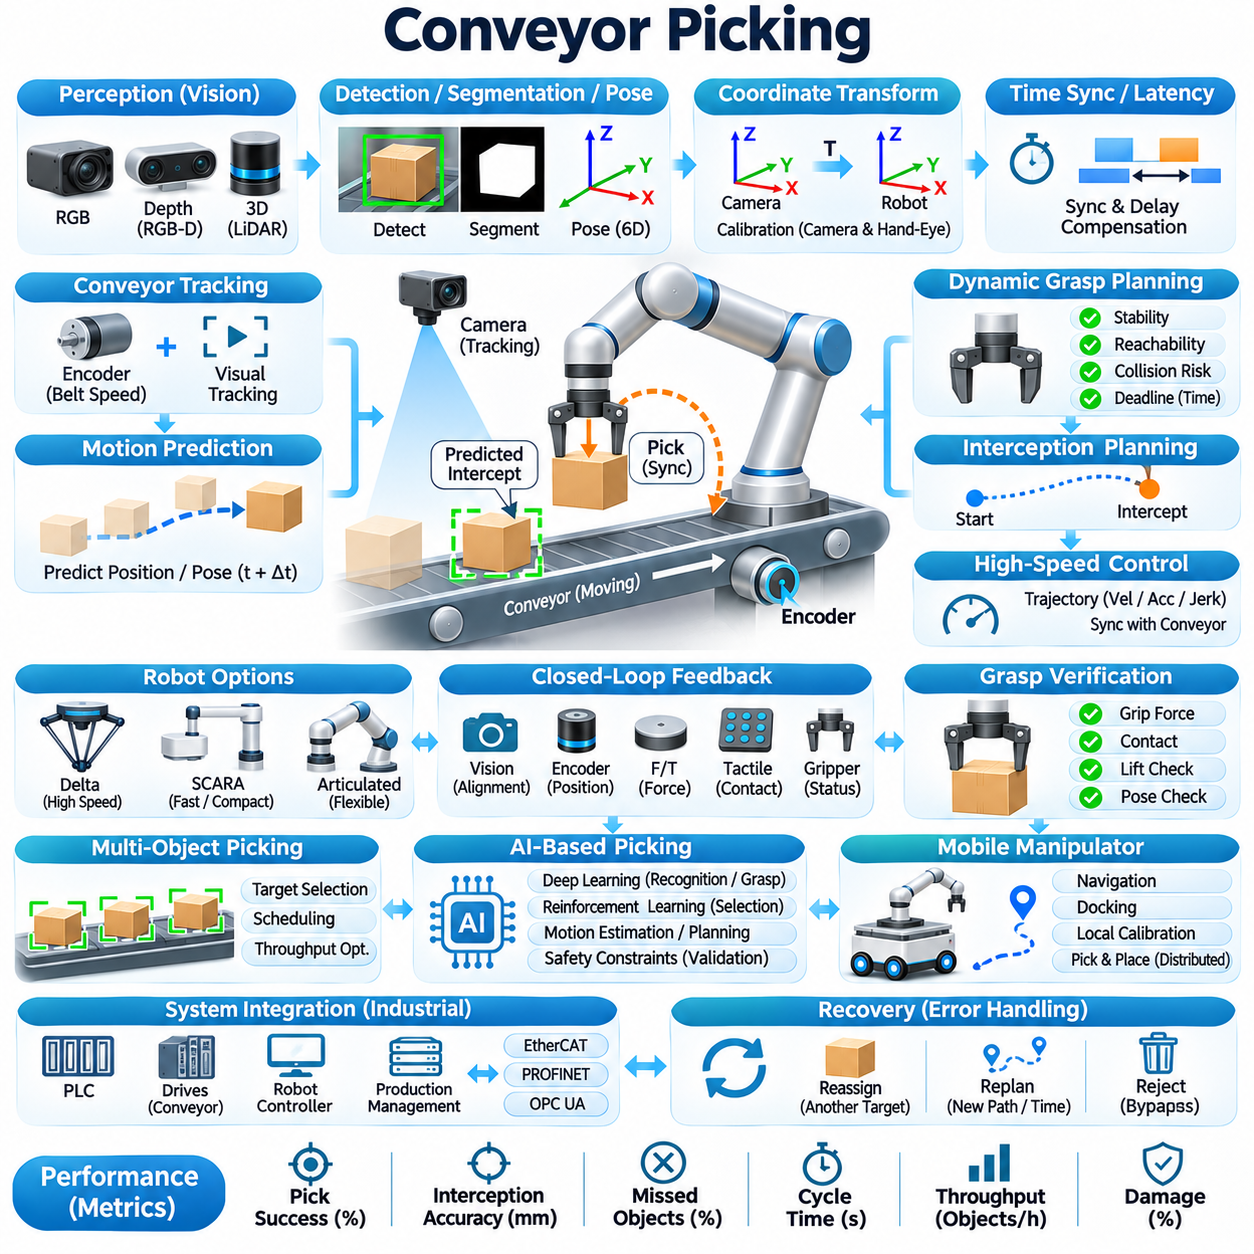 Conveyor Picking
Perception (Vision)
RGB
Depth
(RGB-D)
3D
(LiDAR)
Detection / Segmentation / Pose
Z
Y
X
Detect
Segment
Pose (6D)
Coordinate Transform
Z
Y
X
Camera
T
Z
Y
X
Robot
Calibration (Camera & Hand-Eye)
Time Sync / Latency
Sync & Delay
Compensation
Conveyor Tracking
Encoder
(Belt Speed)
+
Visual
Tracking
Motion Prediction
Predict Position / Pose (t + Δt)
Camera
(Tracking)
Predicted
Intercept
Pick
(Sync)
Conveyor (Moving)
Encoder
Dynamic Grasp Planning
Stability
Reachability
Collision Risk
Deadline (Time)
Interception Planning
Start
Intercept
High-Speed Control
Trajectory (Vel / Acc / Jerk)
Sync with Conveyor
Robot Options
Delta
(High Speed)
SCARA
(Fast / Compact)
Articulated
(Flexible)
Closed-Loop Feedback
Vision
(Alignment)
Encoder
(Position)
F/T
(Force)
Tactile
(Contact)
Gripper
(Status)
Grasp Verification
Grip Force
Contact
Lift Check
Pose Check
Multi-Object Picking
Target Selection
Scheduling
Throughput Opt.
AI-Based Picking
AI
Deep Learning (Recognition / Grasp)
Reinforcement Learning (Selection)
Motion Estimation / Planning
Safety Constraints (Validation)
Mobile Manipulator
Navigation
Docking
Local Calibration
Pick & Place (Distributed)
System Integration (Industrial)
PLC
Drives
(Conveyor)
Robot
Controller
Production
Management
EtherCAT
PROFINET
OPC UA
Recovery (Error Handling)
Reassign
(Another Target)
Replan
(New Path / Time)
Reject
(Bypapss)
Performance
(Metrics)
Pick
Success (%)
Interception
Accuracy (mm)
Missed
Objects (%)
Cycle
Time (s)
Throughput
(Objects/h)
Damage
(%)